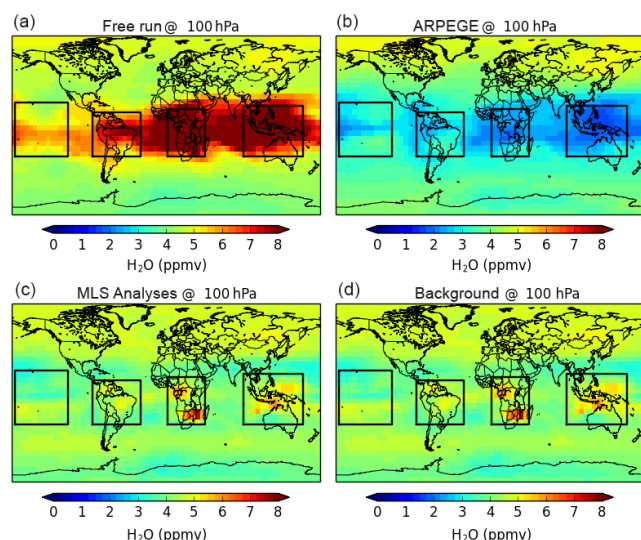 (a) Free run @ 100 hPa
(b) ARPEGE @ 100 hPa
0 1 2 3 4 5 6 7 8
H₂O (ppmv)
0 1 2 3 4 5 6 7 8
H₂O (ppmv)
(c) MLS Analyses @ 100 hPa
(d) Background @ 100 hPa
0 1 2 3 4 5 6 7 8
H₂O (ppmv)
0 1 2 3 4 5 6 7 8
H₂O (ppmv)